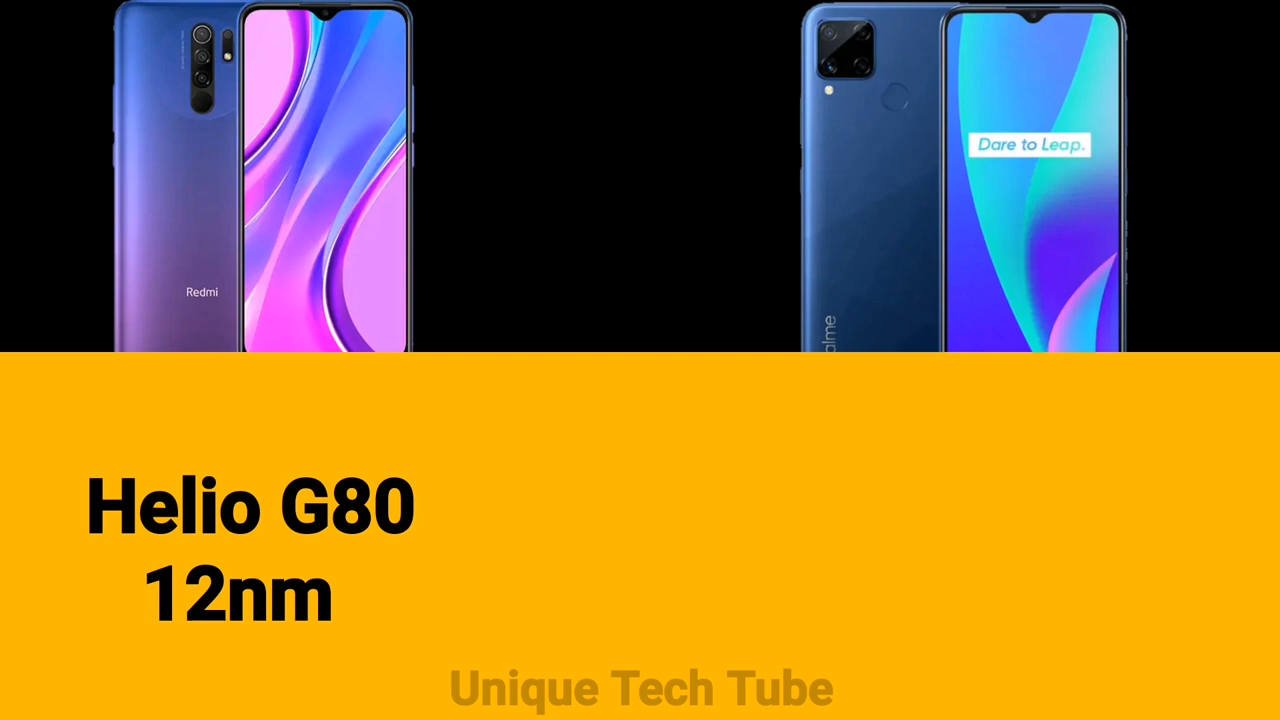 Dare to Leap.
Redmi
alme
Helio G80
12nm
Unique Tech Tube